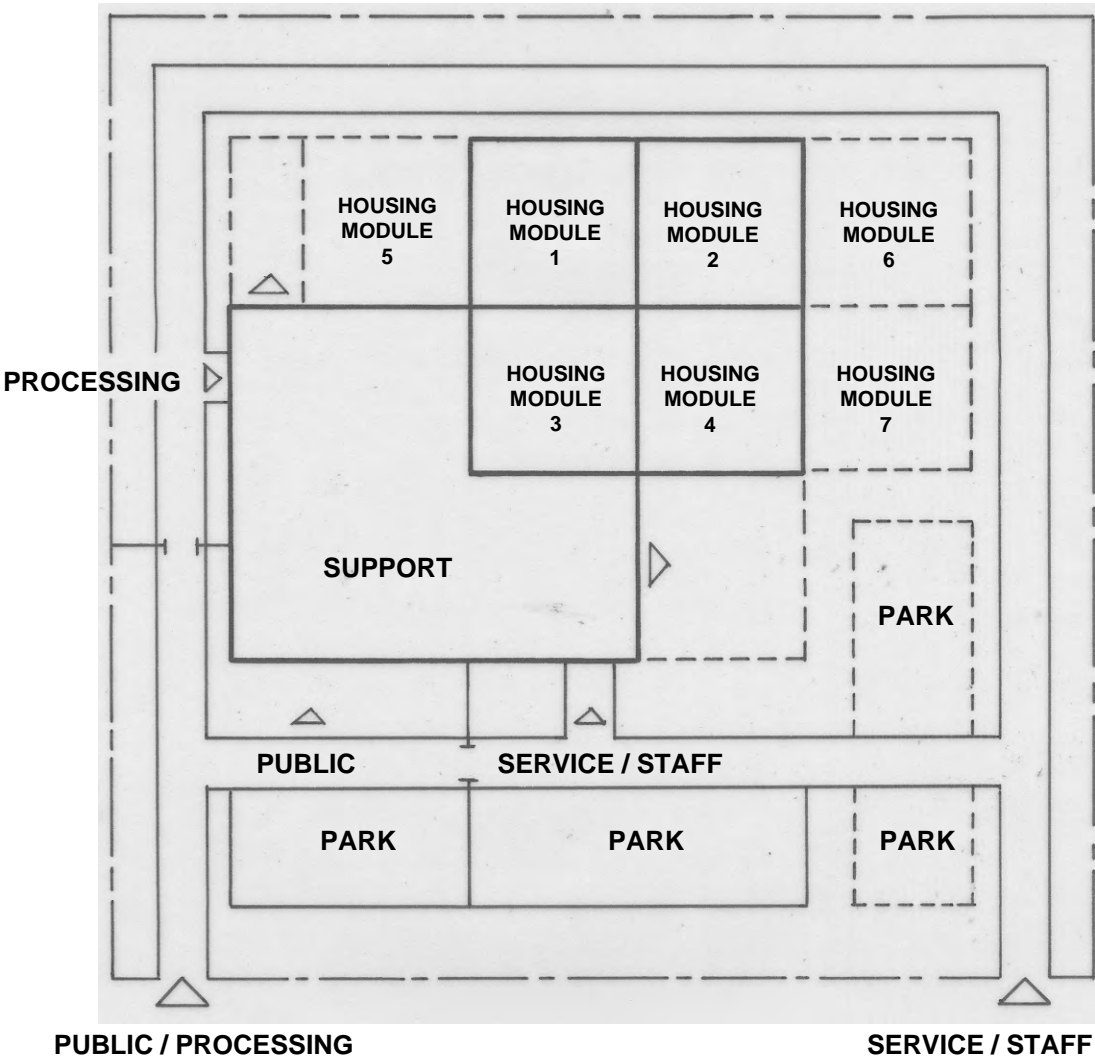 HOUSING
MODULE
5
HOUSING
MODULE
1
HOUSING
MODULE
2
HOUSING
MODULE
6
PROCESSING
HOUSING
MODULE
3
HOUSING
MODULE
4
HOUSING
MODULE
7
SUPPORT
PARK
PUBLIC
SERVICE / STAFF
PARK
PARK
PARK
PUBLIC / PROCESSING
SERVICE / STAFF